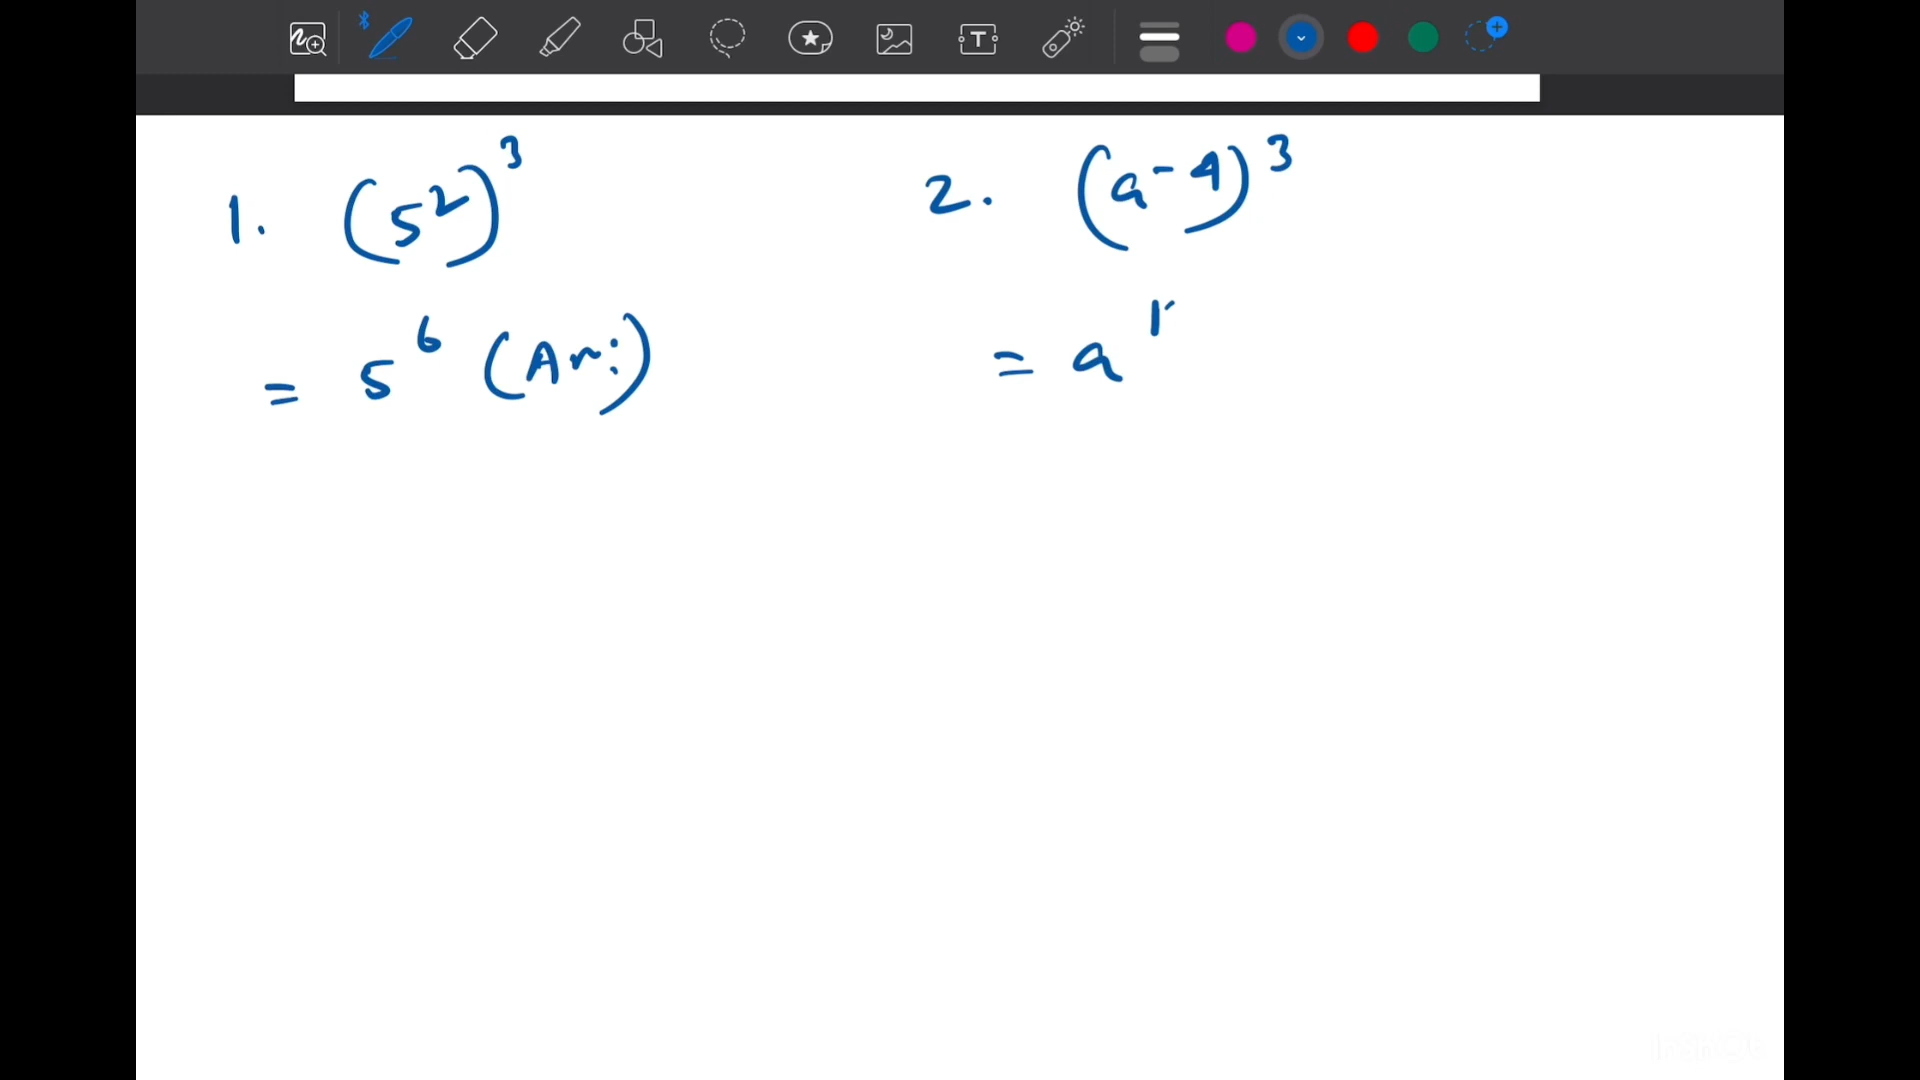 1. (5²)³
= 5⁶ (Ans:)
2. (a⁻⁴)³
= a¹